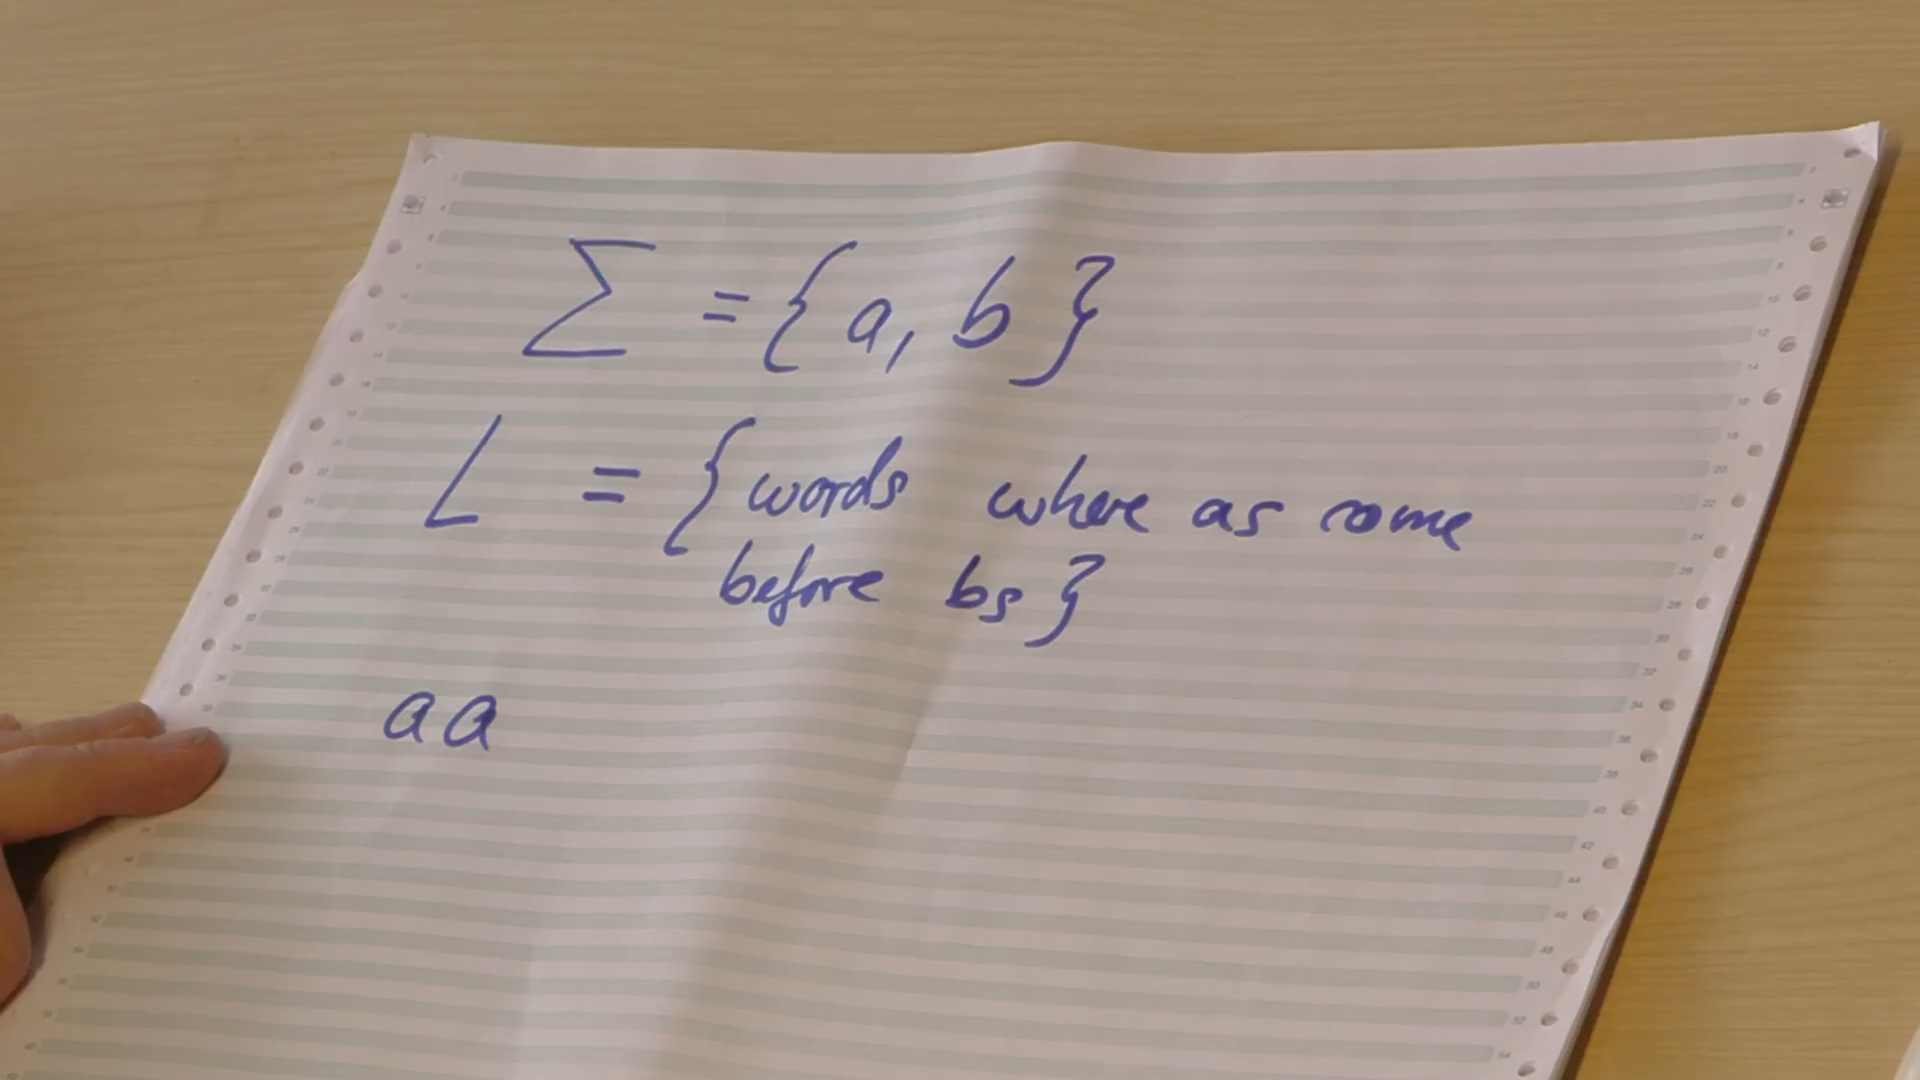 Σ = {a, b}
L = {words where as come
before bs}
aa